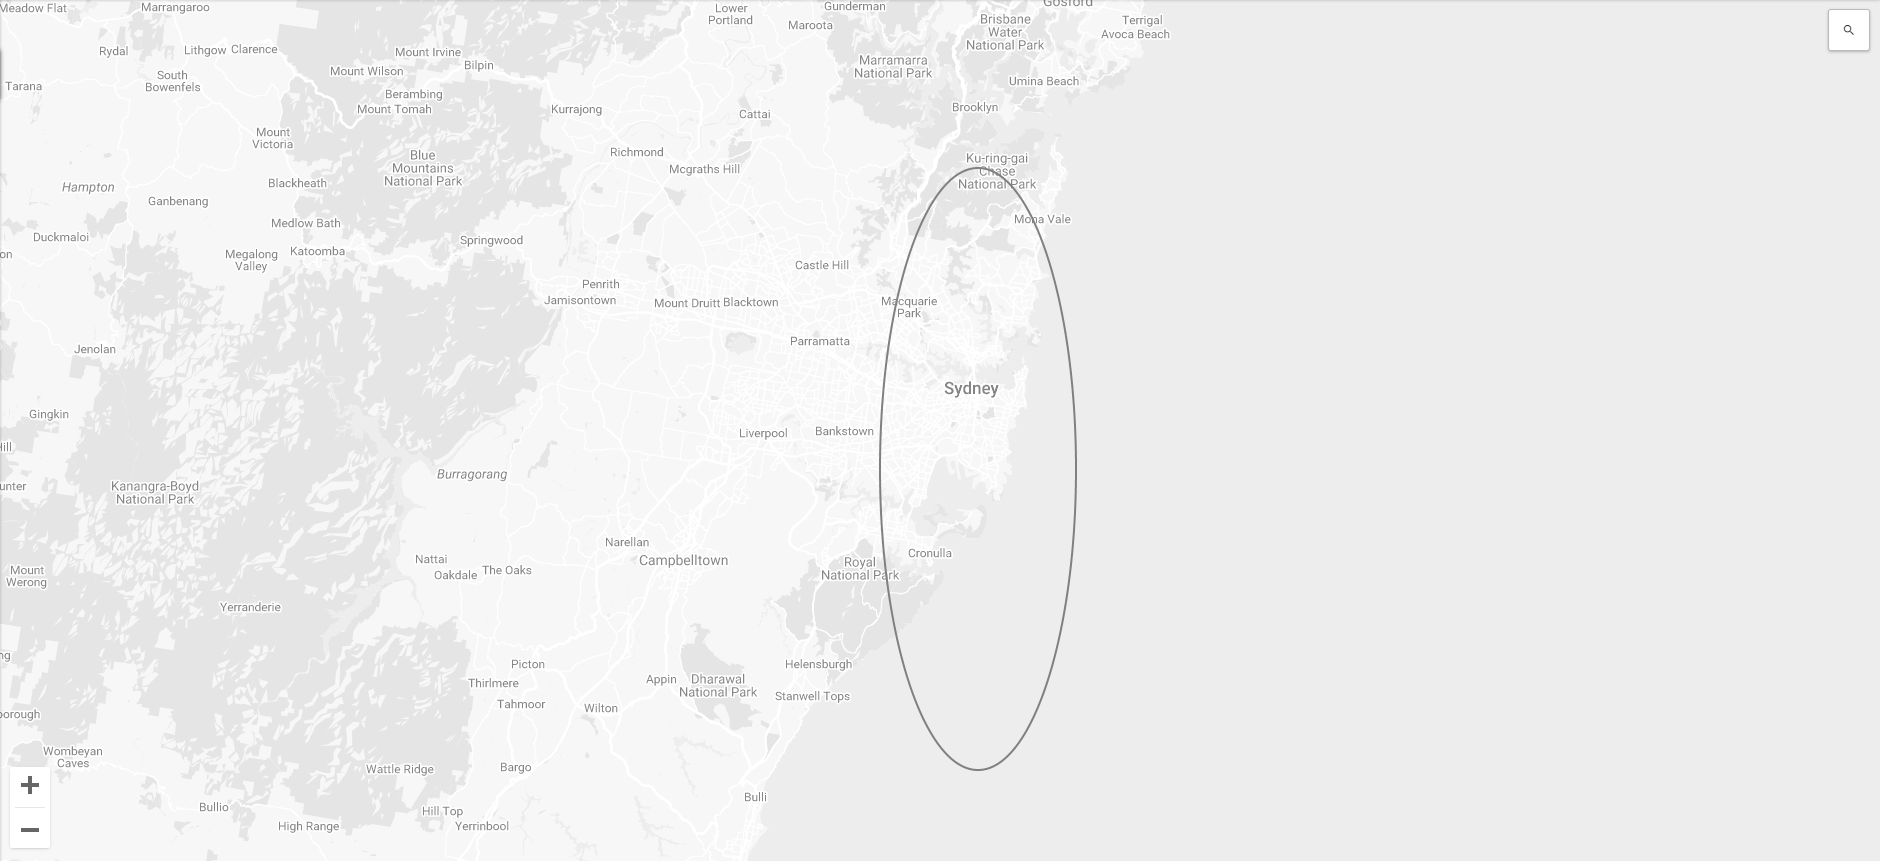 Meadow Flat
Marrangaroo
Lower
Portland
Gunderman
Maroota
Brisbane
Water
National Park
Gosford
Terrigal
Avoca Beach
Rydal
Lithgow
Clarence
Mount Irvine
Mount Wilson
Bilpin
Marramarra
National Park
Umina Beach
Tarana
South
Bowenfels
Berambing
Mount Tomah
Kurrajong
Cattai
Brooklyn
Mount
Victoria
Blue
Mountains
National Park
Richmond
Mcgraths Hill
Ku-ring-gai
Chase
National Park
Hampton
Blackheath
Ganbenang
Medlow Bath
Mona Vale
Duckmaloi
Megalong
Valley
Katoomba
Springwood
on
Castle Hill
Penrith
Jamisontown
Mount Druitt
Blacktown
Macquarie
Park
Jenolan
Parramatta
Sydney
Gingkin
Liverpool
Bankstown
Hill
Burragorang
unter
Kanangra-Boyd
National Park
Narellan
Campbelltown
Cronulla
Nattai
Oakdale
The Oaks
Royal
National Park
Mount
Werong
Yerranderie
ng
Picton
Helensburgh
Thirlmere
Appin
Dharawal
National Park
Stanwell Tops
Tahmoor
Wilton
borough
Wombeyan
Caves
Wattle Ridge
Bargo
Bulli
Bullio
Hill Top
High Range
Yerrinbool